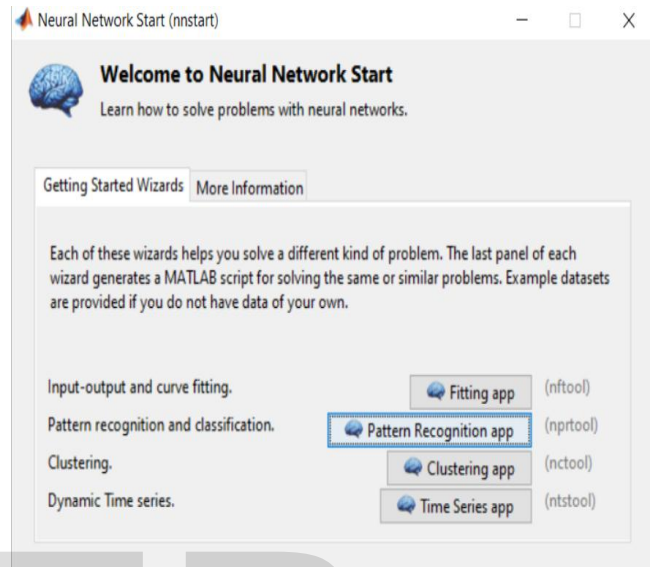 Neural Network Start (nnstart)
Welcome to Neural Network Start
Learn how to solve problems with neural networks.
Getting Started Wizards More Information
Each of these wizards helps you solve a different kind of problem. The last panel of each
wizard generates a MATLAB script for solving the same or similar problems. Example datasets
are provided if you do not have data of your own.
Input-output and curve fitting. Fitting app (nftool)
Pattern recognition and classification. Pattern Recognition app (nprtool)
Clustering. Clustering app (nctool)
Dynamic Time series. Time Series app (ntstool)